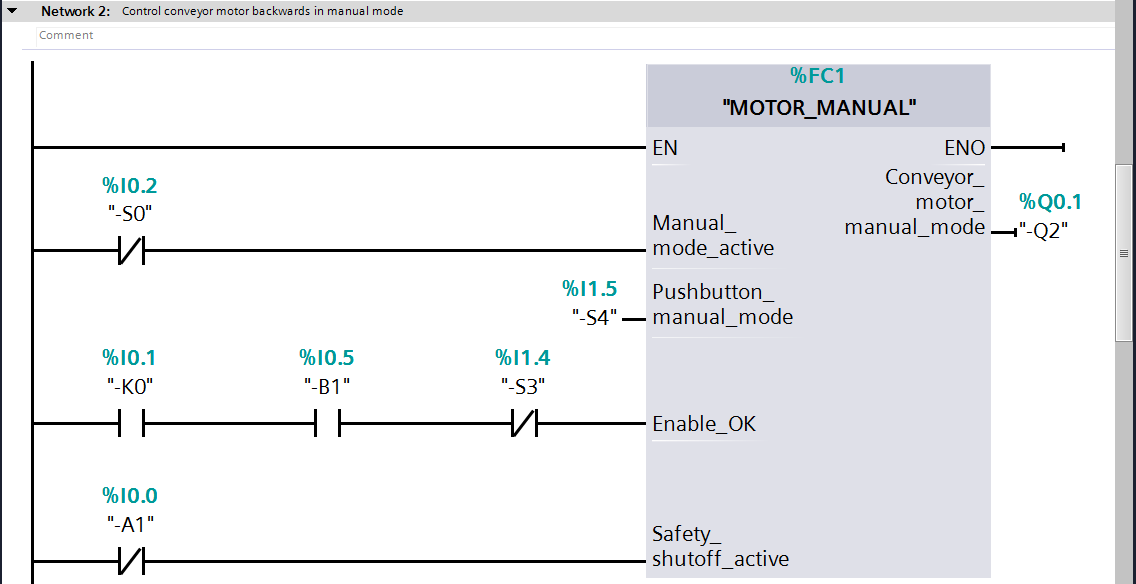 Network 2: Control conveyor motor backwards in manual mode
Comment
%FC1
"MOTOR_MANUAL"
EN
ENO
%I0.2
"-S0"
Manual_
mode_active
Conveyor_
motor_
manual_mode
%Q0.1
"-Q2"
%I1.5
"-S4"
Pushbutton_
manual_mode
%I0.1
"-K0"
%I0.5
"-B1"
%I1.4
"-S3"
Enable_OK
%I0.0
"-A1"
Safety_
shutoff_active